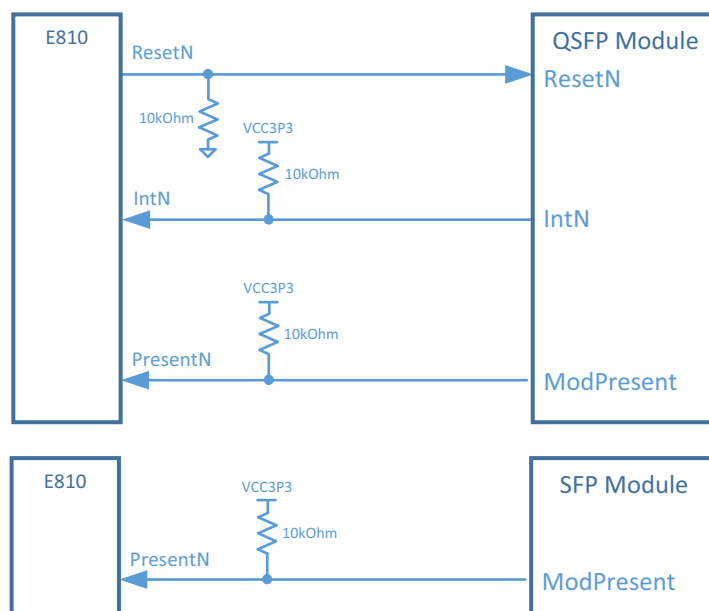 E810
QSFP Module
ResetN
ResetN
10kOhm
VCC3P3
10kOhm
IntN
IntN
VCC3P3
10kOhm
PresentN
ModPresent
E810
SFP Module
VCC3P3
10kOhm
PresentN
ModPresent